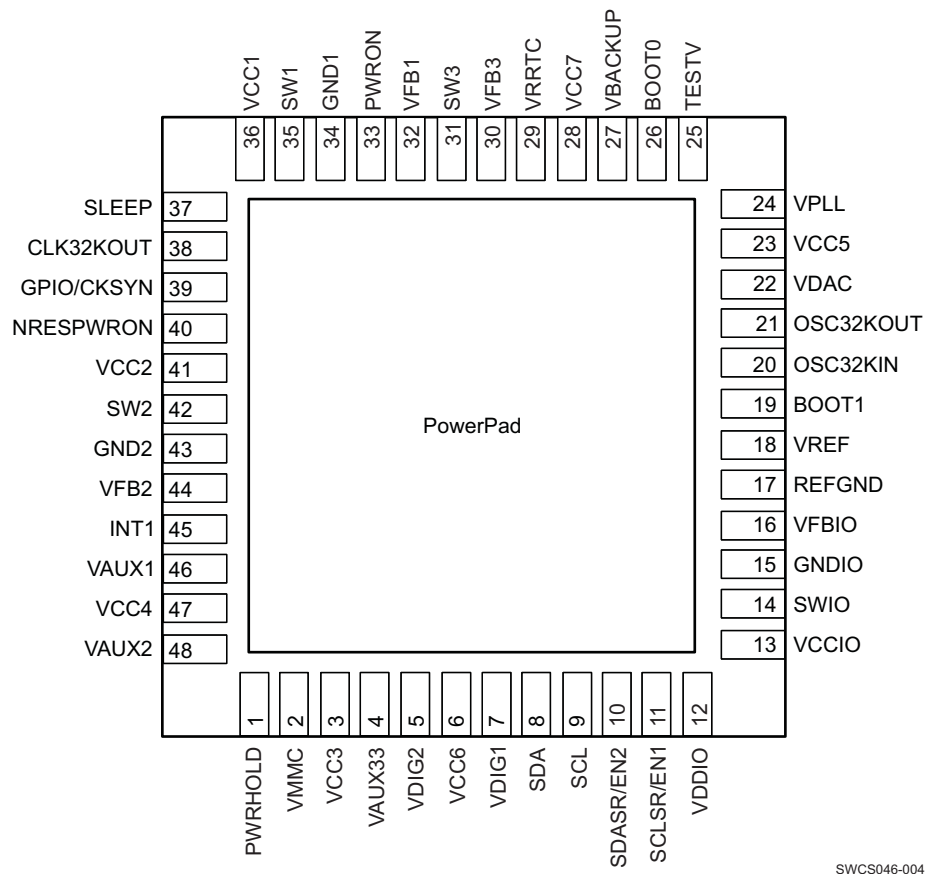 VCC1
SW1
GND1
PWRON
VFB1
SW3
VFB3
VRRTC
VCC7
VBACKUP
BOOT0
TESTV
36
35
34
33
32
31
30
29
28
27
26
25
SLEEP 37
CLK32KOUT 38
GPIO/CKSYN 39
NRESPWRON 40
VCC2 41
SW2 42
GND2 43
VFB2 44
INT1 45
VAUX1 46
VCC4 47
VAUX2 48
PowerPad
24 VPLL
23 VCC5
22 VDAC
21 OSC32KOUT
20 OSC32KIN
19 BOOT1
18 VREF
17 REFGND
16 VFBIO
15 GNDIO
14 SWIO
13 VCCIO
1
2
3
4
5
6
7
8
9
10
11
12
PWRHOLD
VMMC
VCC3
VAUX33
VDIG2
VCC6
VDIG1
SDA
SCL
SDASR/EN2
SCLSR/EN1
VDDIO
SWCS046-004